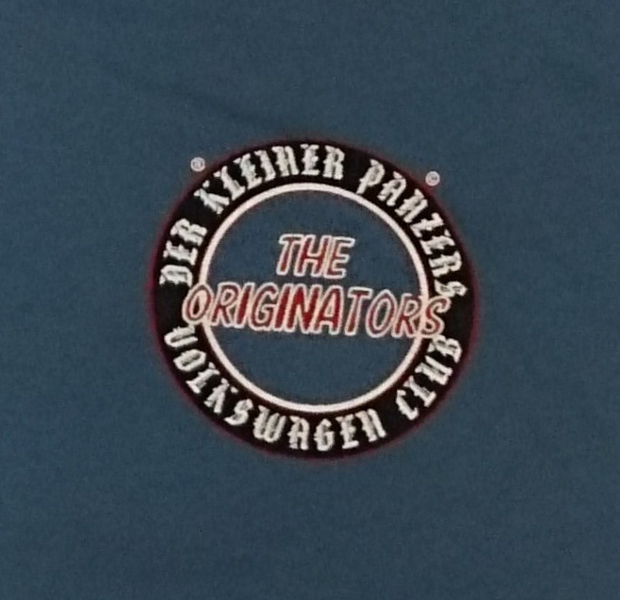 ® ©
DER KLEINER PANZERS
THE
ORIGINATORS
VOLKSWAGEN CLUB